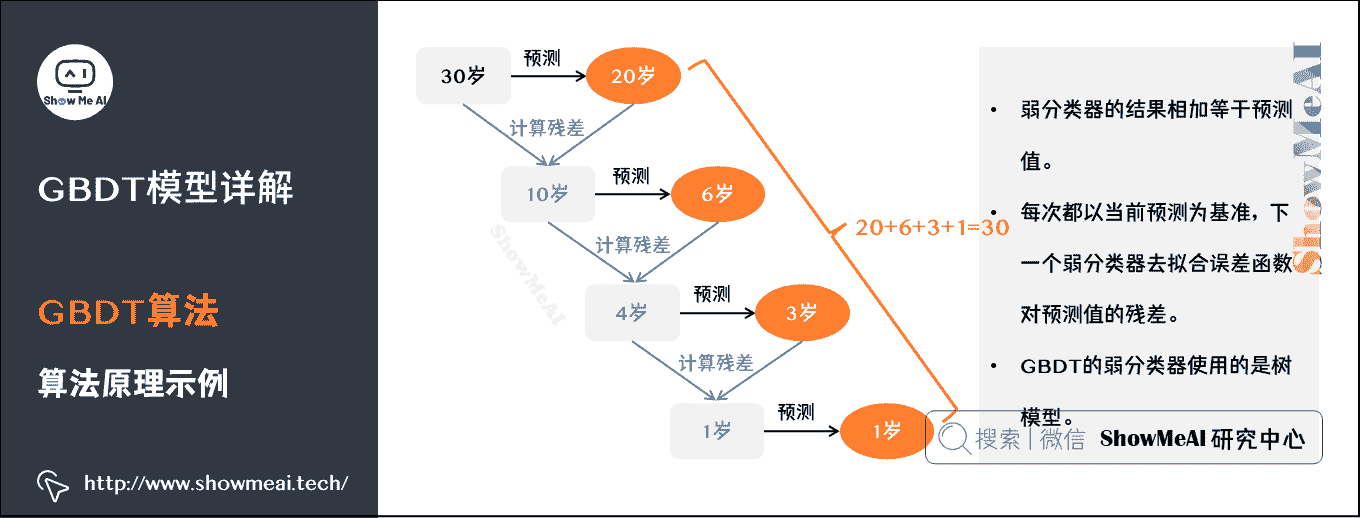 AI
Show Me AI
GBDT模型详解
GBDT算法
算法原理示例
http://www.showmeai.tech/
30岁
预测
20岁
计算残差
10岁
预测
6岁
计算残差
4岁
预测
3岁
计算残差
1岁
预测
1岁
20+6+3+1=30
• 弱分类器的结果相加等于预测
值。
• 每次都以当前预测为基准，下
一个弱分类器去拟合误差函数
对预测值的残差。
• GBDT的弱分类器使用的是树
模型。
ShowMeAI
ShowMeAI
搜索|微信 ShowMeAI 研究中心